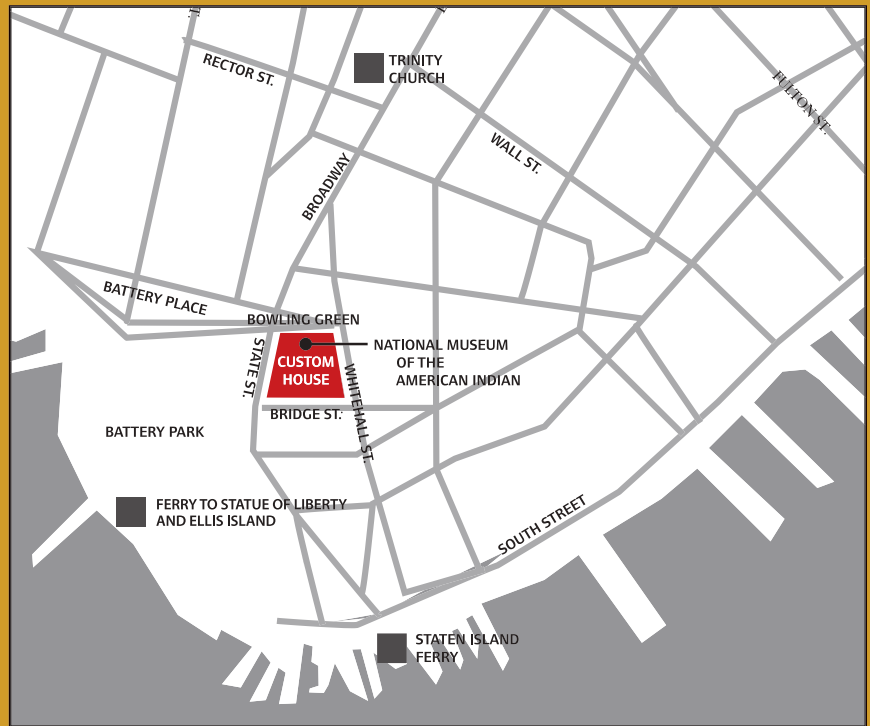 T.
TRINITY
CHURCH
RECTOR ST.
FULTON ST.
WALL ST.
BROADWAY
BATTERY PLACE
BOWLING GREEN
STATE ST.
CUSTOM
HOUSE
NATIONAL MUSEUM
OF THE
AMERICAN INDIAN
WHITEHALL ST.
BRIDGE ST.
BATTERY PARK
FERRY TO STATUE OF LIBERTY
AND ELLIS ISLAND
SOUTH STREET
STATEN ISLAND
FERRY